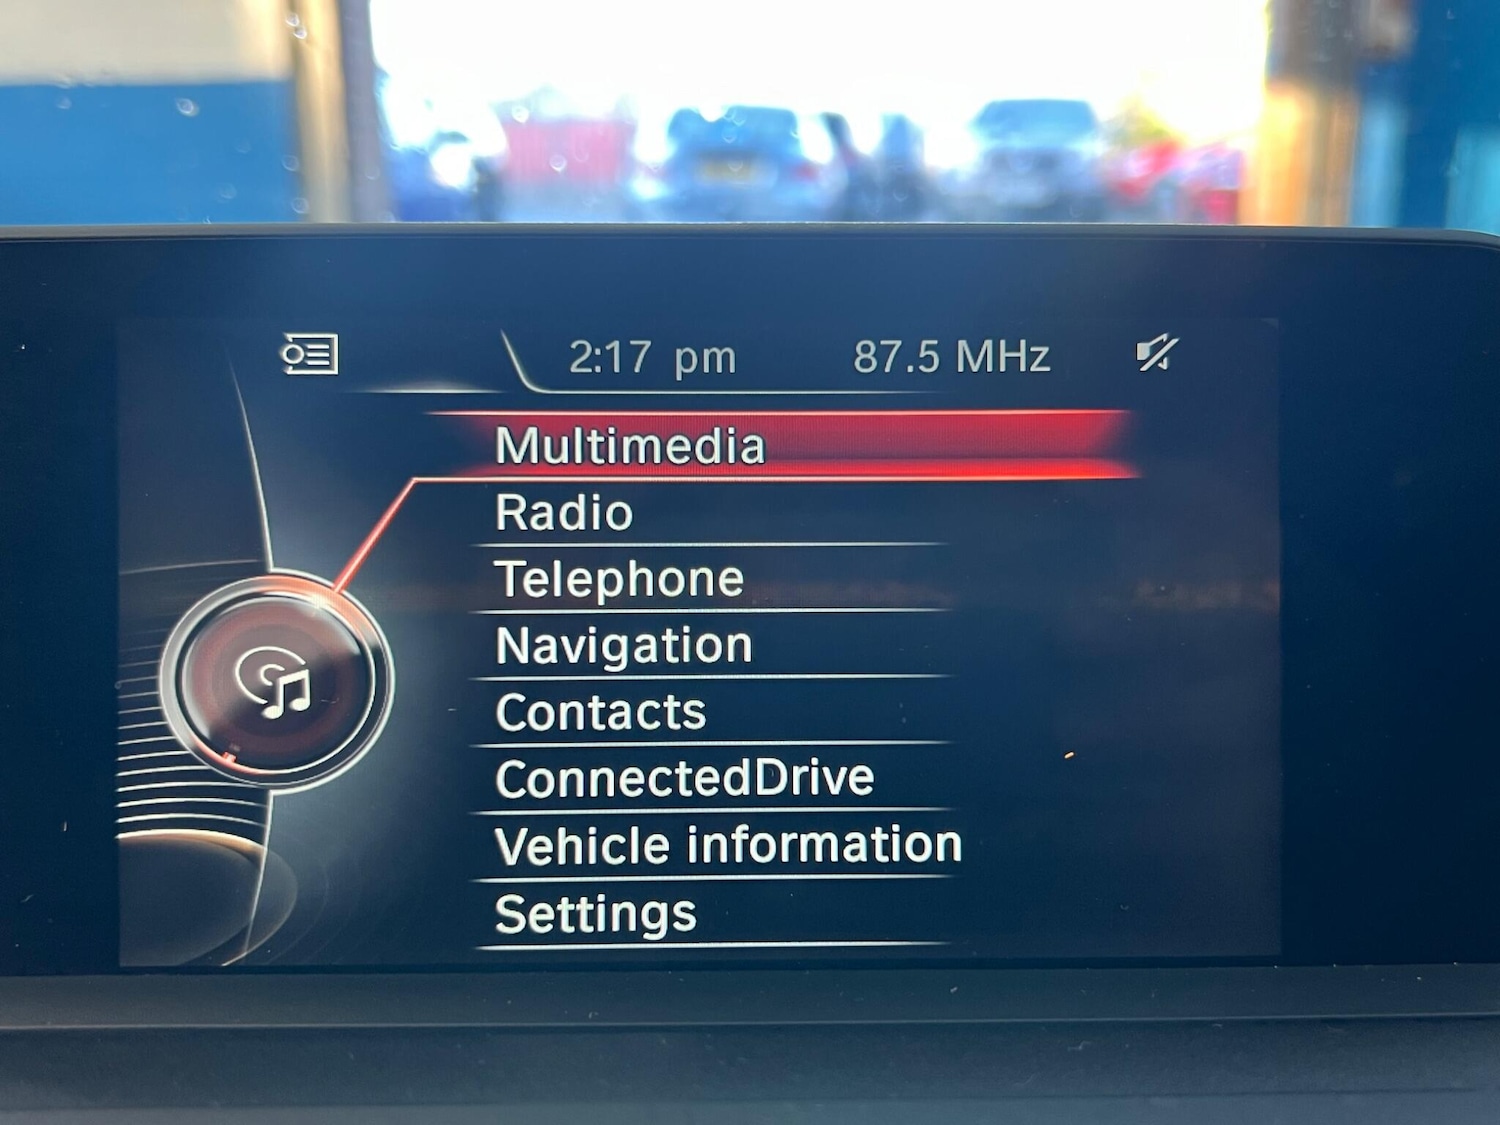 2:17 pm 87.5 MHz
Multimedia
Radio
Telephone
Navigation
Contacts
ConnectedDrive
Vehicle information
Settings